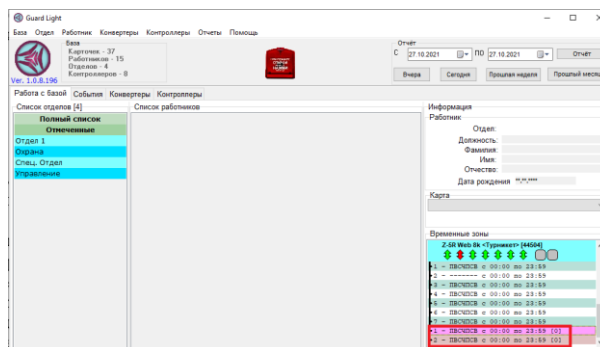 Guard Light
База Отдел Работник Конвертеры Контроллеры Отчеты Помощь
База
Карточек - 37
Работников - 15
Отделов - 4
Контроллеров - 8
Ver. 1.0.8.196
Отчёт
С 27.10.2021 ПО 27.10.2021 Отчёт
Вчера Сегодня Прошлая неделя Прошлый месяц
Работа с базой События Конвертеры Контроллеры
Список отделов [4]
Полный список
Отмеченные
Отдел 1
Охрана
Спец. Отдел
Управление
Список работников
Информация
Работник
Отдел:
Должность:
Фамилия:
Имя:
Отчество:
Дата рождения **.**.****
Карта
Временные зоны
Z-5R Web 8k <Турникет> [44504]
1 - ПВСЧПСВ с 00:00 по 23:59
2 - ------- с 00:00 по 23:59
3 - ПВСЧПСВ с 00:00 по 23:59
4 - ПВСЧПСВ с 00:00 по 23:59
5 - ПВСЧПСВ с 00:00 по 23:59
6 - ПВСЧПСВ с 00:00 по 23:59
7 - ПВСЧПСВ с 00:00 по 23:59
1 - ПВСЧПСВ с 00:00 по 23:59 [0]
2 - ПВСЧПСВ с 00:00 по 23:59 [0]